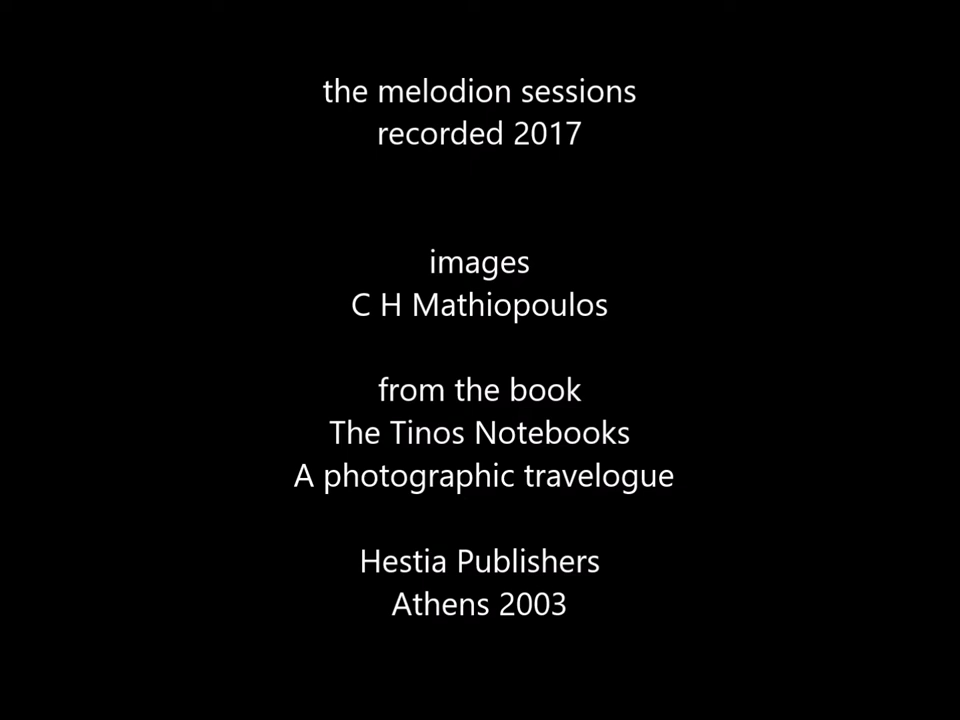 the melodion sessions
recorded 2017
images
C H Mathiopoulos
from the book
The Tinos Notebooks
A photographic travelogue
Hestia Publishers
Athens 2003